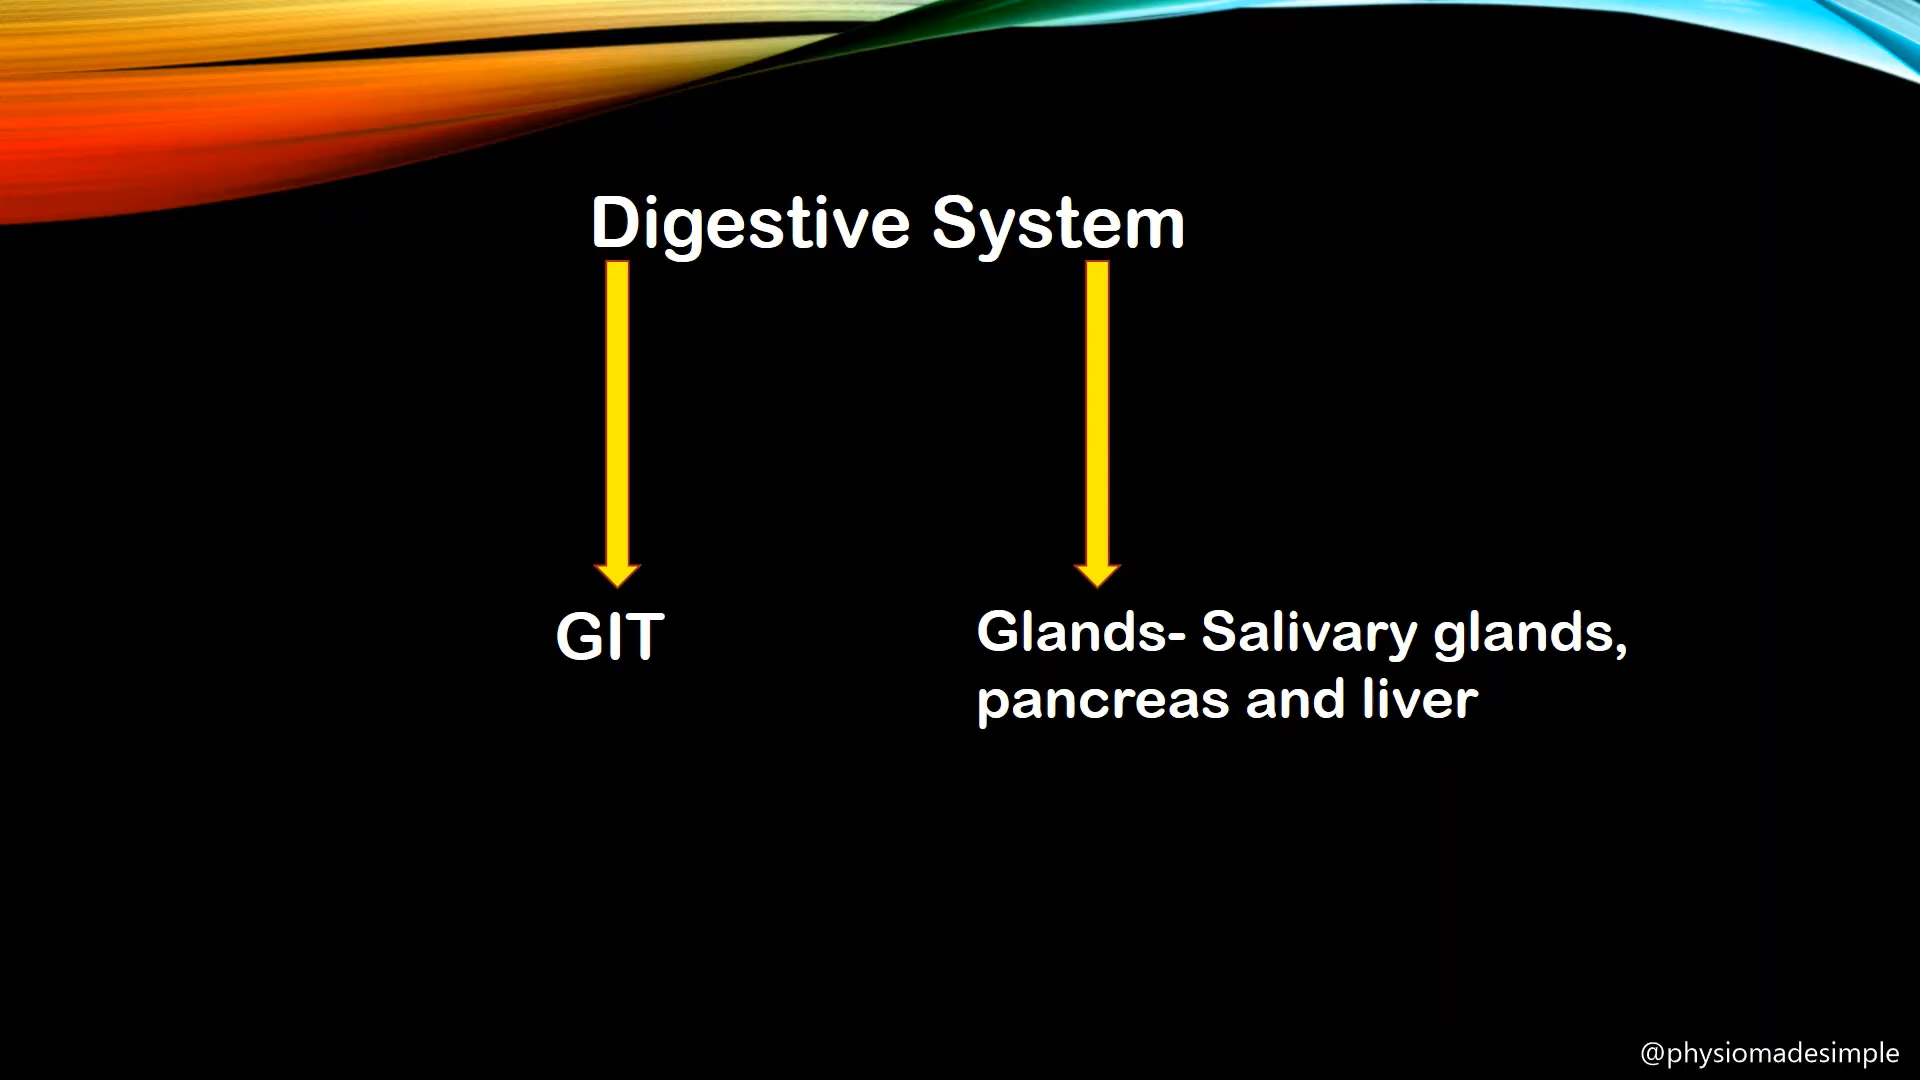 Digestive System
GIT
Glands- Salivary glands,
pancreas and liver
@physiomadesimple